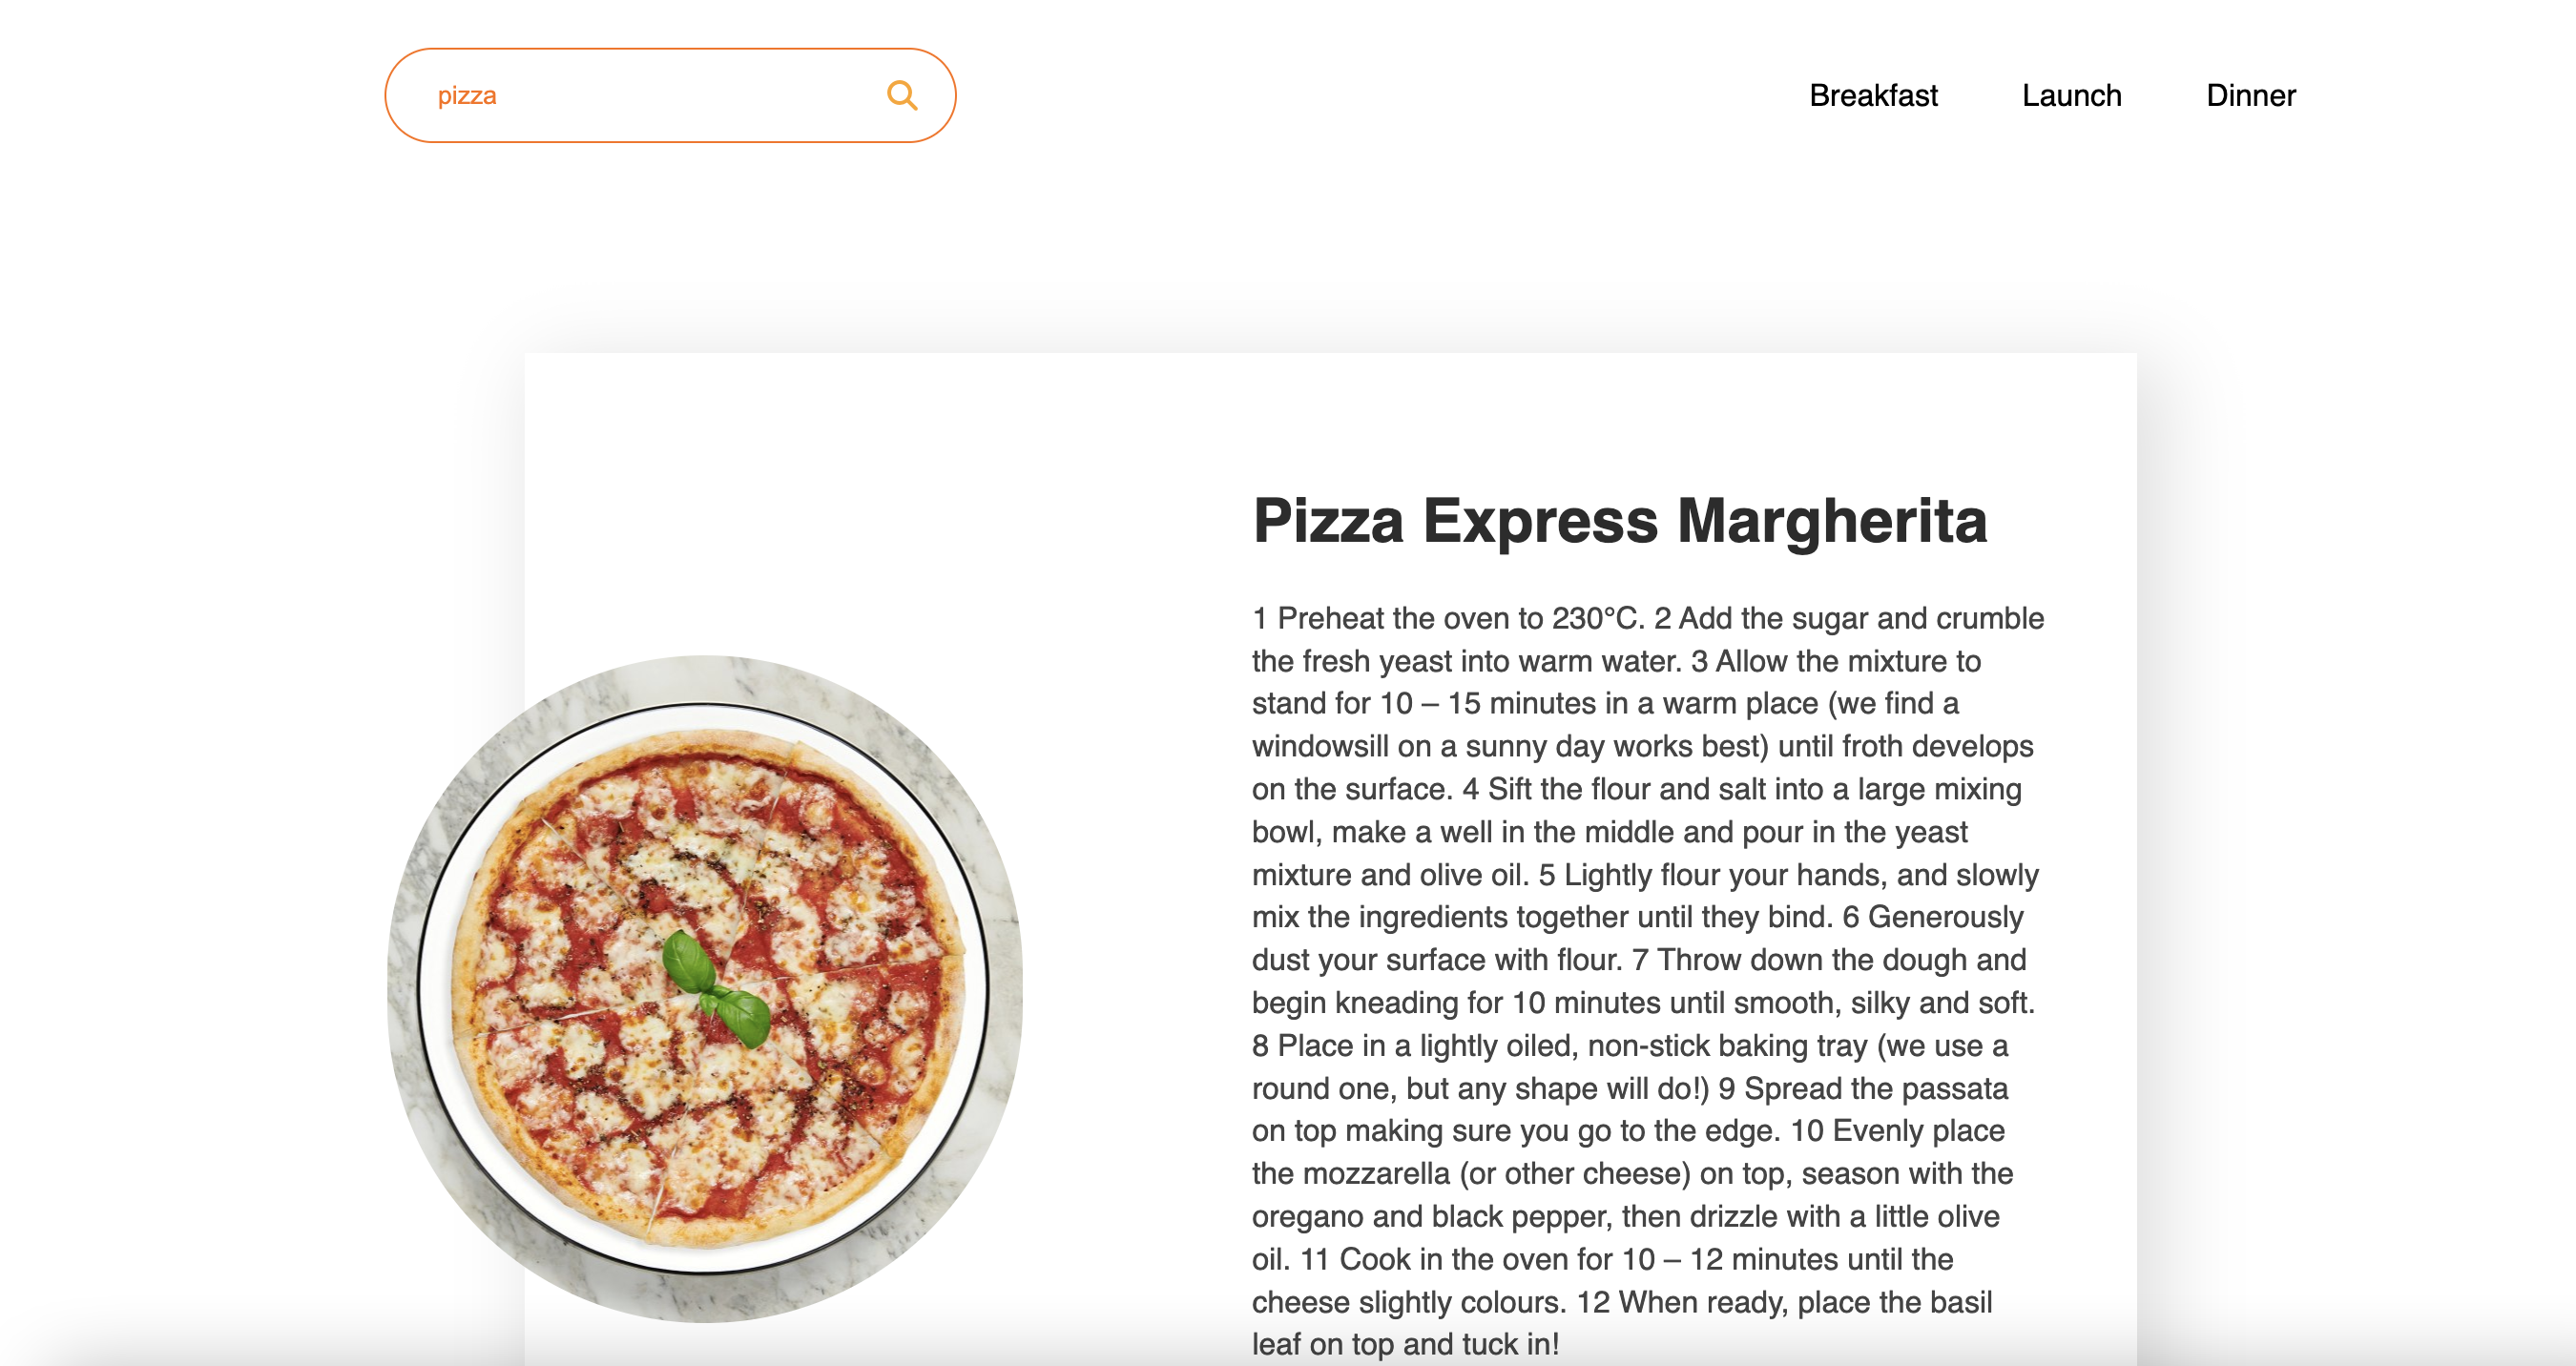 pizza
Breakfast Launch Dinner
Pizza Express Margherita
1 Preheat the oven to 230°C. 2 Add the sugar and crumble
the fresh yeast into warm water. 3 Allow the mixture to
stand for 10 – 15 minutes in a warm place (we find a
windowsill on a sunny day works best) until froth develops
on the surface. 4 Sift the flour and salt into a large mixing
bowl, make a well in the middle and pour in the yeast
mixture and olive oil. 5 Lightly flour your hands, and slowly
mix the ingredients together until they bind. 6 Generously
dust your surface with flour. 7 Throw down the dough and
begin kneading for 10 minutes until smooth, silky and soft.
8 Place in a lightly oiled, non-stick baking tray (we use a
round one, but any shape will do!) 9 Spread the passata
on top making sure you go to the edge. 10 Evenly place
the mozzarella (or other cheese) on top, season with the
oregano and black pepper, then drizzle with a little olive
oil. 11 Cook in the oven for 10 – 12 minutes until the
cheese slightly colours. 12 When ready, place the basil
leaf on top and tuck in!